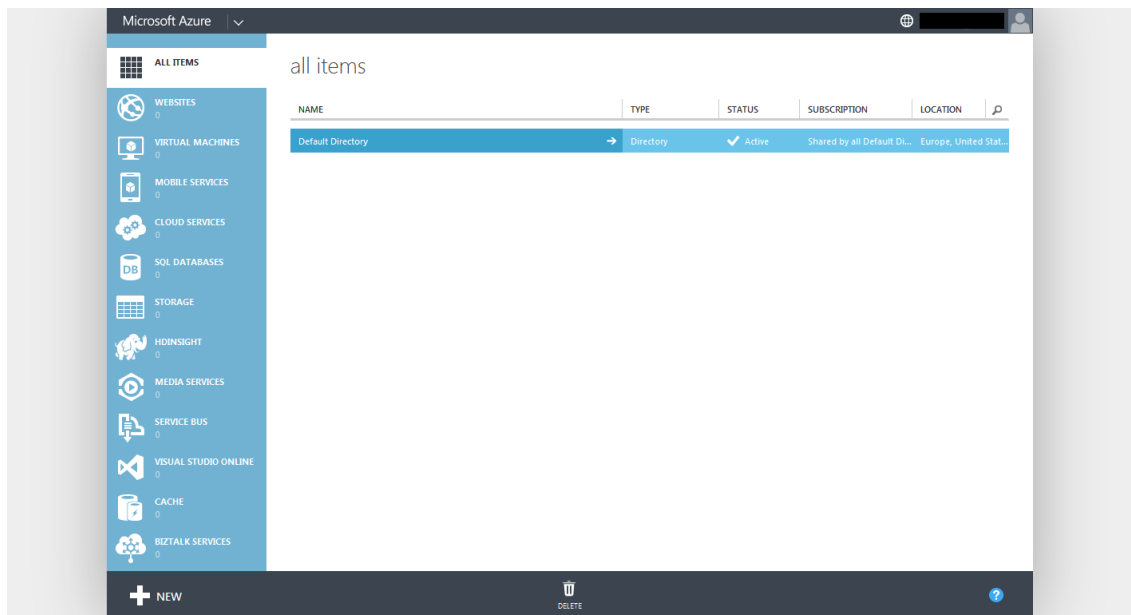 Microsoft Azure
ALL ITEMS
WEBSITES
0
VIRTUAL MACHINES
0
MOBILE SERVICES
0
CLOUD SERVICES
0
DB
SQL DATABASES
0
STORAGE
0
HDINSIGHT
0
MEDIA SERVICES
0
SERVICE BUS
0
VISUAL STUDIO ONLINE
0
CACHE
0
BIZTALK SERVICES
0
all items
NAME TYPE STATUS SUBSCRIPTION LOCATION
Default Directory Directory Active Shared by all Default Di... Europe, United Stat...
NEW
DELETE
?